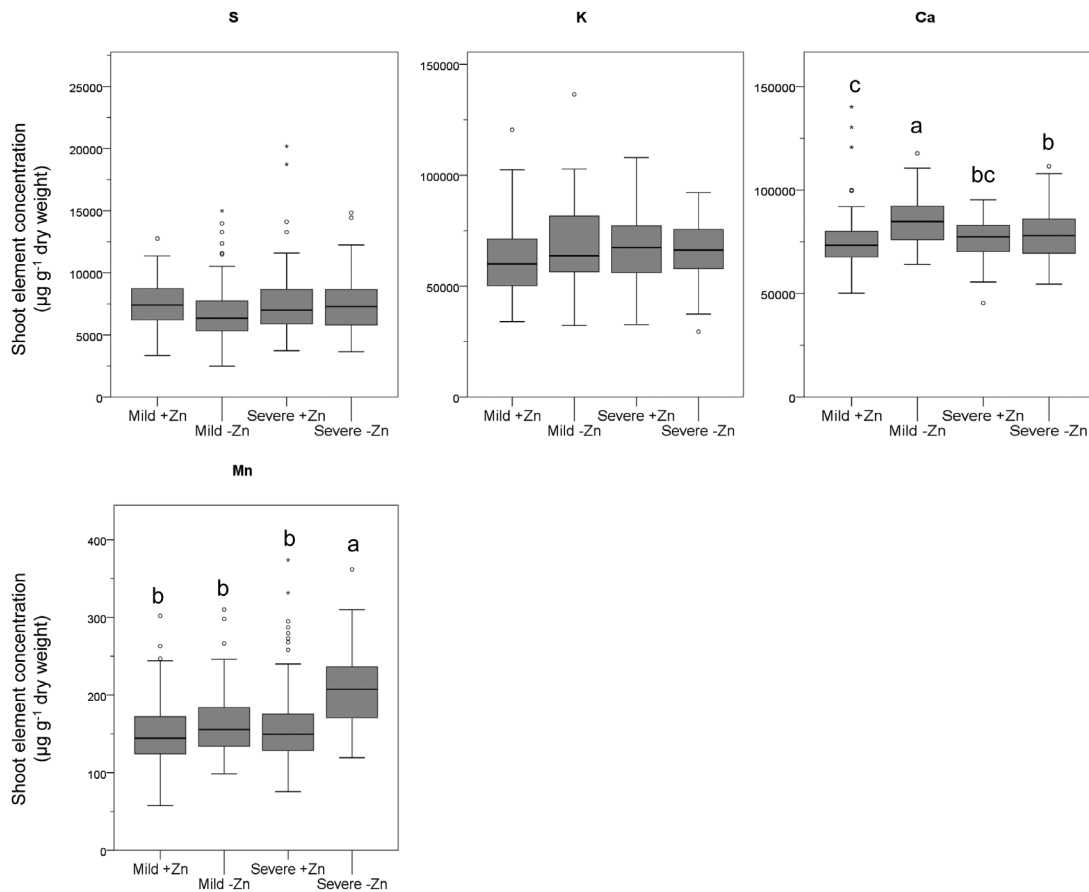 S
K
Ca
Shoot element concentration
(µg g⁻¹ dry weight)
25000
20000
15000
10000
5000
0
Mild +Zn
Mild -Zn
Severe +Zn
Severe -Zn
150000
100000
50000
0
Mild +Zn
Mild -Zn
Severe +Zn
Severe -Zn
150000
100000
50000
0
c
a
bc
b
Mild +Zn
Mild -Zn
Severe +Zn
Severe -Zn
Mn
Shoot element concentration
(µg g⁻¹ dry weight)
400
300
200
100
0
b
b
b
a
Mild +Zn
Mild -Zn
Severe +Zn
Severe -Zn